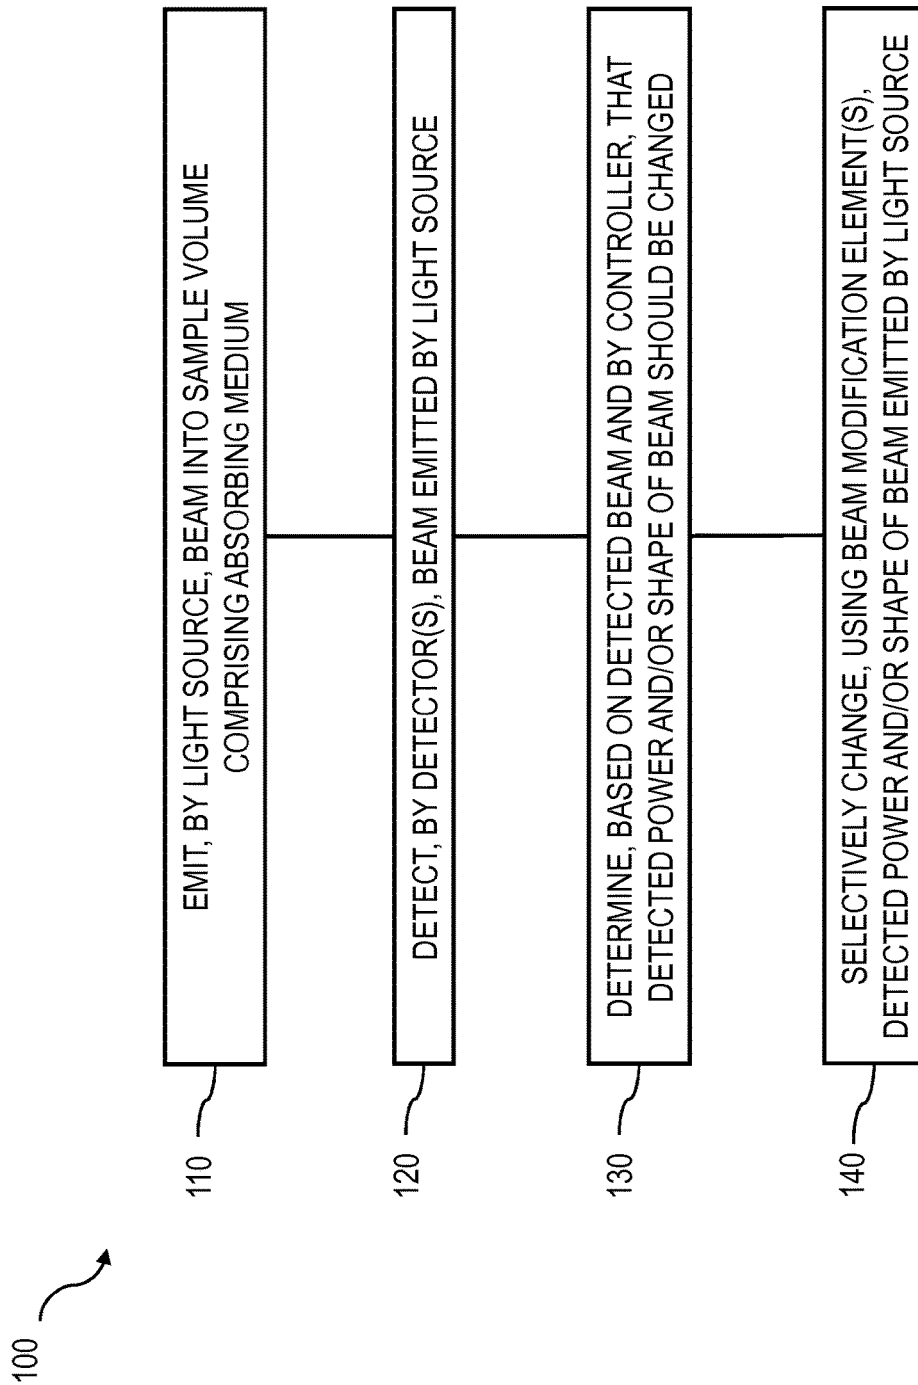 100
110
EMIT, BY LIGHT SOURCE, BEAM INTO SAMPLE VOLUME
COMPRISING ABSORBING MEDIUM
120
DETECT, BY DETECTOR(S), BEAM EMITTED BY LIGHT SOURCE
130
DETERMINE, BASED ON DETECTED BEAM AND BY CONTROLLER, THAT
DETECTED POWER AND/OR SHAPE OF BEAM SHOULD BE CHANGED
140
SELECTIVELY CHANGE, USING BEAM MODIFICATION ELEMENT(S),
DETECTED POWER AND/OR SHAPE OF BEAM EMITTED BY LIGHT SOURCE